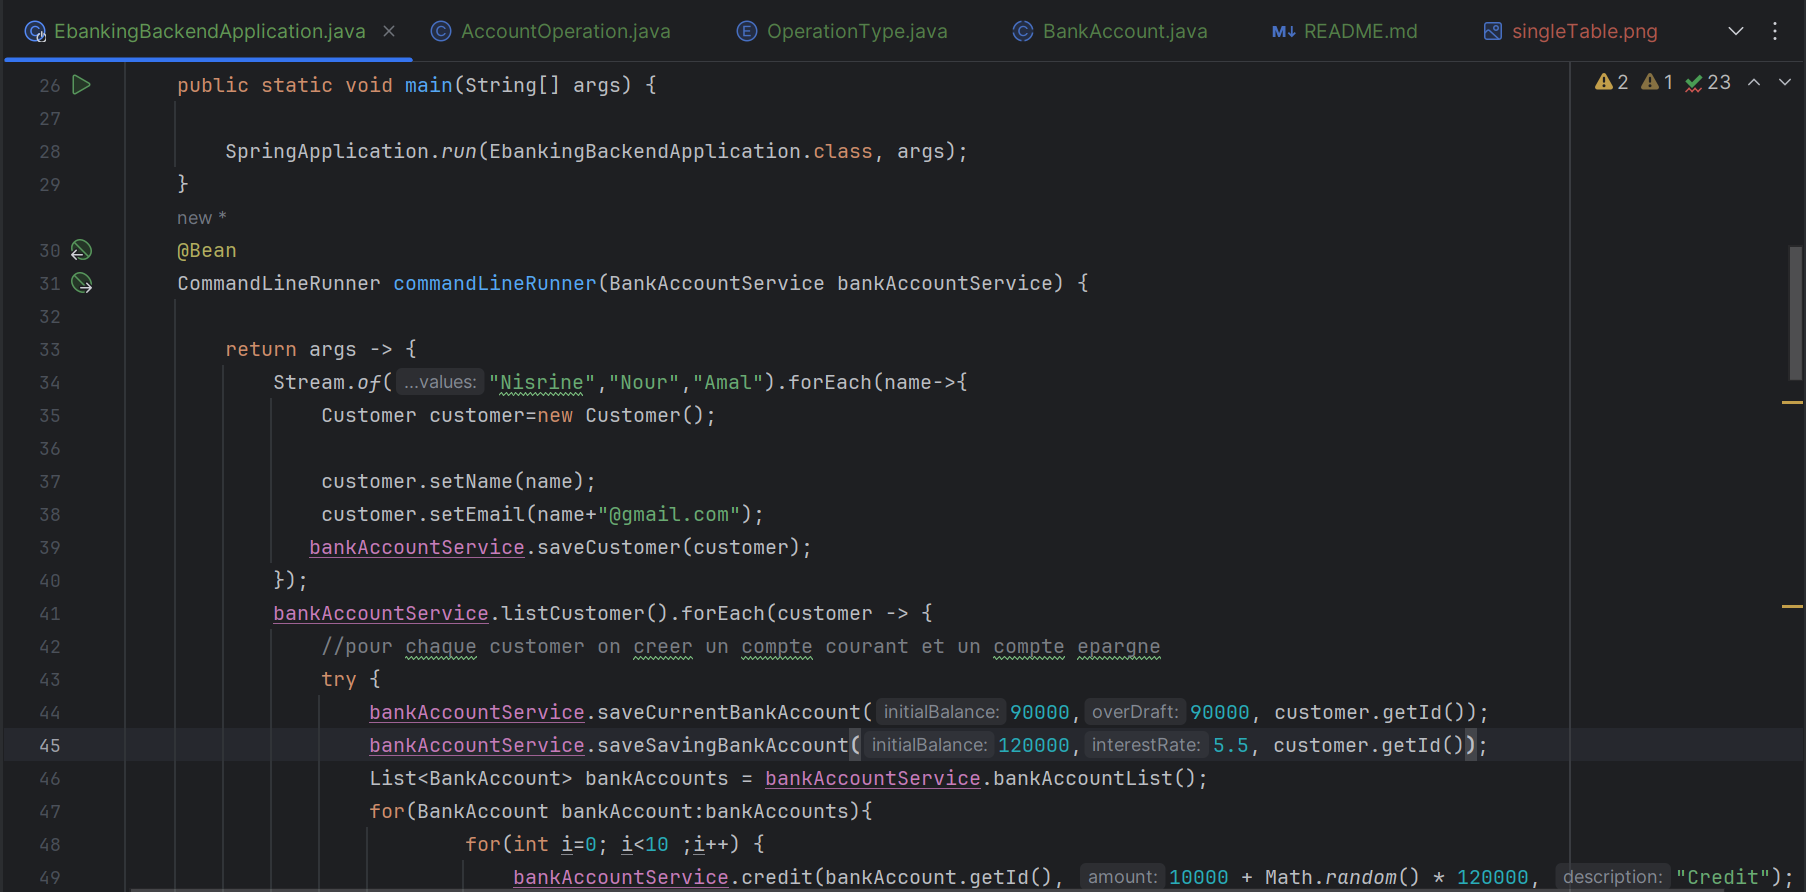 EbankingBackendApplication.java AccountOperation.java OperationType.java BankAccount.java README.md singleTable.png
2 1 23
26 public static void main(String[] args) {
27
28 SpringApplication.run(EbankingBackendApplication.class, args);
29 }
new *
30 @Bean
31 CommandLineRunner commandLineRunner(BankAccountService bankAccountService) {
32
33 return args -> {
34 Stream.of( ...values: "Nisrine","Nour","Amal").forEach(name->{
35 Customer customer=new Customer();
36
37 customer.setName(name);
38 customer.setEmail(name+"@gmail.com");
39 bankAccountService.saveCustomer(customer);
40 });
41 bankAccountService.listCustomer().forEach(customer -> {
42 //pour chaque customer on creer un compte courant et un compte epargne
43 try {
44 bankAccountService.saveCurrentBankAccount( initialBalance: 90000, overDraft: 90000, customer.getId());
45 bankAccountService.saveSavingBankAccount( initialBalance: 120000, interestRate: 5.5, customer.getId());
46 List<BankAccount> bankAccounts = bankAccountService.bankAccountList();
47 for(BankAccount bankAccount:bankAccounts){
48 for(int i=0; i<10 ;i++) {
49 bankAccountService.credit(bankAccount.getId(), amount: 10000 + Math.random() * 120000, description: "Credit");